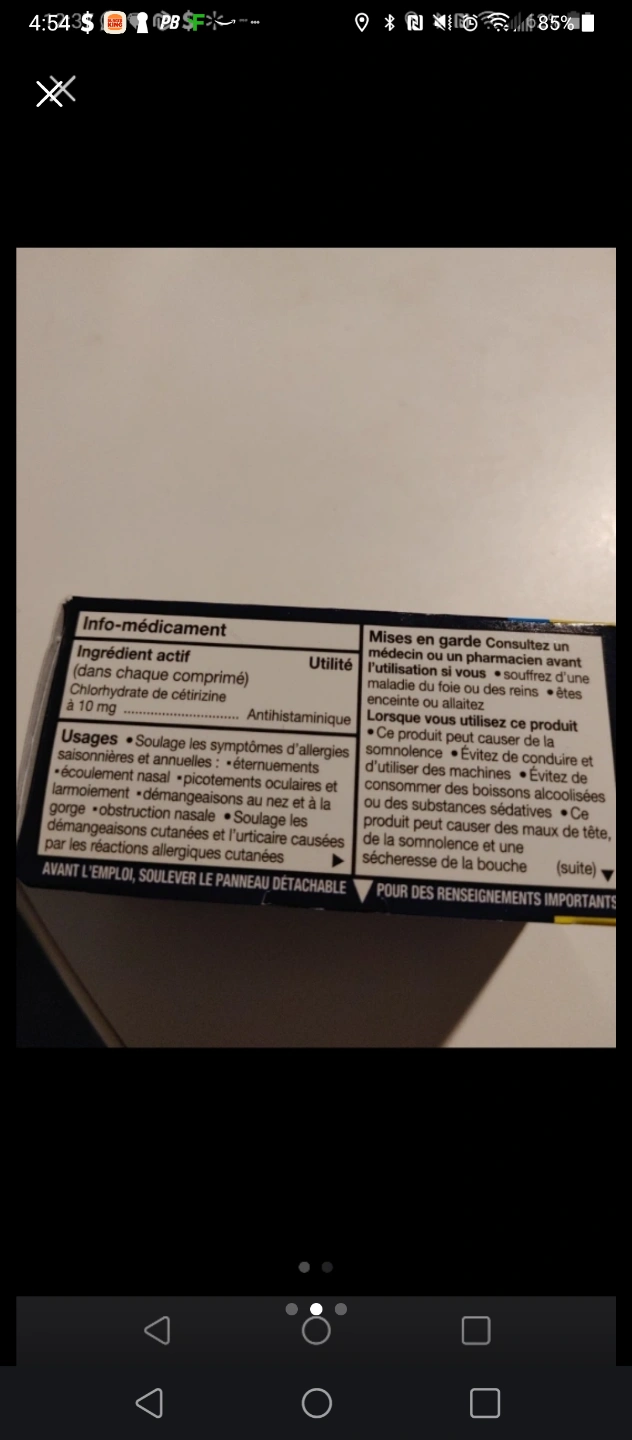 4:54
85%
Info-médicament
Ingrédient actif
(dans chaque comprimé)
Utilité
Chlorhydrate de cétirizine
à 10 mg ................................ Antihistaminique
Usages • Soulage les symptômes d'allergies
saisonnières et annuelles : • éternuements
• écoulement nasal • picotements oculaires et
larmoiement • démangeaisons au nez et à la
gorge • obstruction nasale • Soulage les
démangeaisons cutanées et l'urticaire causées
par les réactions allergiques cutanées
Mises en garde Consultez un
médecin ou un pharmacien avant
l'utilisation si vous • souffrez d'une
maladie du foie ou des reins • êtes
enceinte ou allaitez
Lorsque vous utilisez ce produit
• Ce produit peut causer de la
somnolence • Évitez de conduire et
d'utiliser des machines • Évitez de
consommer des boissons alcoolisées
ou des substances sédatives • Ce
produit peut causer des maux de tête,
de la somnolence et une
sécheresse de la bouche (suite)
AVANT L'EMPLOI, SOULEVER LE PANNEAU DÉTACHABLE POUR DES RENSEIGNEMENTS IMPORTANTS